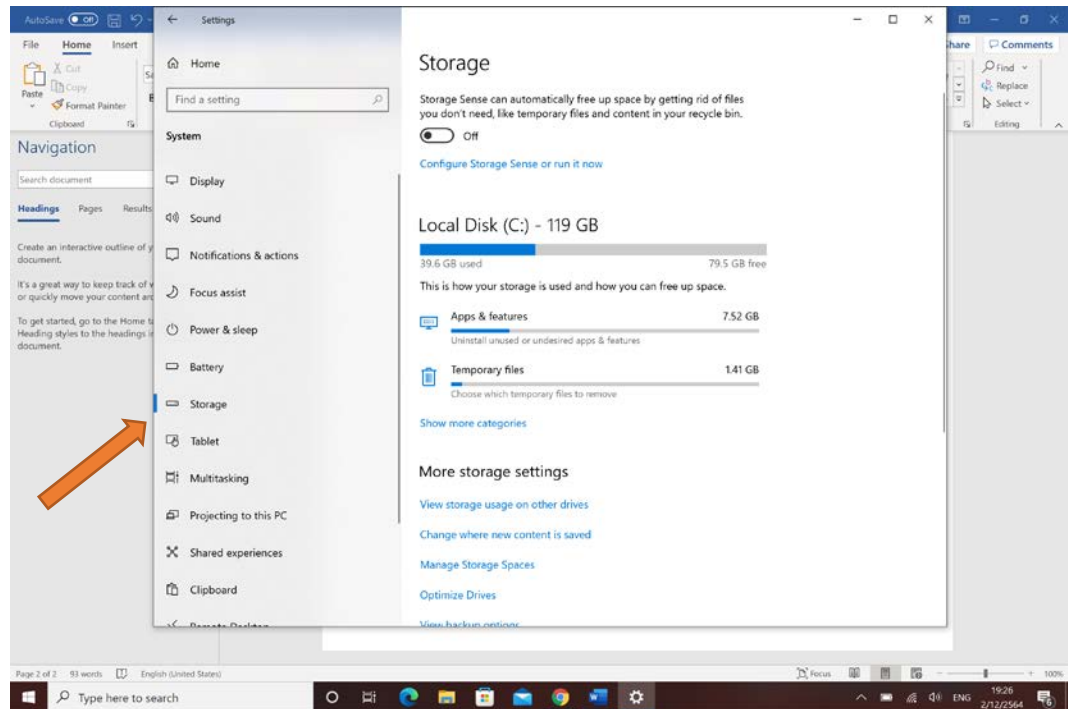 AutoSave On
Settings
File Home Insert
Share Comments
Cut
Copy
Paste
Format Painter
Clipboard
Find
Replace
Select
Editing
Navigation
Search document
Headings Pages Results
Create an interactive outline of
document.
It's a great way to keep track of
or quickly move your content
To get started, go to the Home
Heading styles to the headings
document.
Home
Find a setting
System
Display
Sound
Notifications & actions
Focus assist
Power & sleep
Battery
Storage
Tablet
Multitasking
Projecting to this PC
Shared experiences
Clipboard
Remote Desktop
Storage
Storage Sense can automatically free up space by getting rid of files
you don't need, like temporary files and content in your recycle bin.
Off
Configure Storage Sense or run it now
Local Disk (C:) - 119 GB
39.6 GB used 79.5 GB free
This is how your storage is used and how you can free up space.
Apps & features 7.52 GB
Uninstall unused or undesired apps & features
Temporary files 1.41 GB
Choose which temporary files to remove
Show more categories
More storage settings
View storage usage on other drives
Change where new content is saved
Manage Storage Spaces
Optimize Drives
View backup options
Page 2 of 2 93 words English (United States)
Focus 100%
Type here to search
ENG 19:26
2/12/2564
6